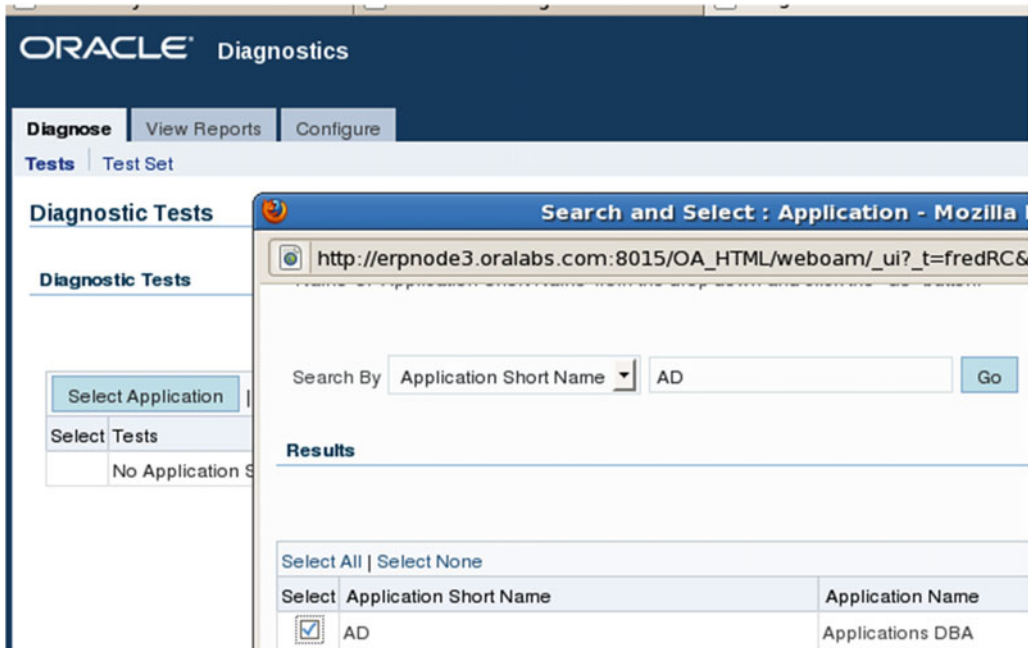 ORACLE Diagnostics
Diagnose View Reports Configure
Tests Test Set
Diagnostic Tests
Diagnostic Tests
Select Application |
Select Tests
No Application S
Search and Select : Application - Mozilla
http://erpnode3.oralabs.com:8015/OA_HTML/weboam/_ui?_t=fredRC&
Search By Application Short Name AD Go
Results
Select All | Select None
Select Application Short Name Application Name
AD Applications DBA